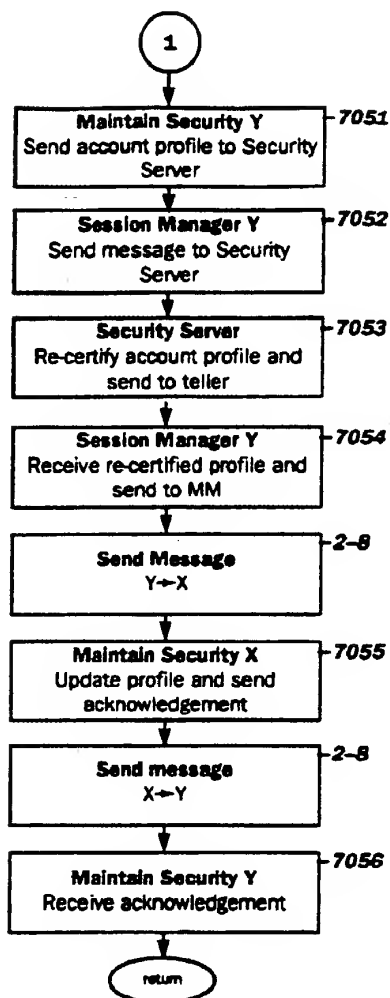 1
Maintain Security Y
7051
Send account profile to Security
Server
Session Manager Y
7052
Send message to Security
Server
Security Server
7053
Re-certify account profile and
send to teller
Session Manager Y
7054
Receive re-certified profile and
send to MM
Send Message
2-8
Y→X
Maintain Security X
7055
Update profile and send
acknowledgement
Send message
2-8
X→Y
Maintain Security Y
7056
Receive acknowledgement
return